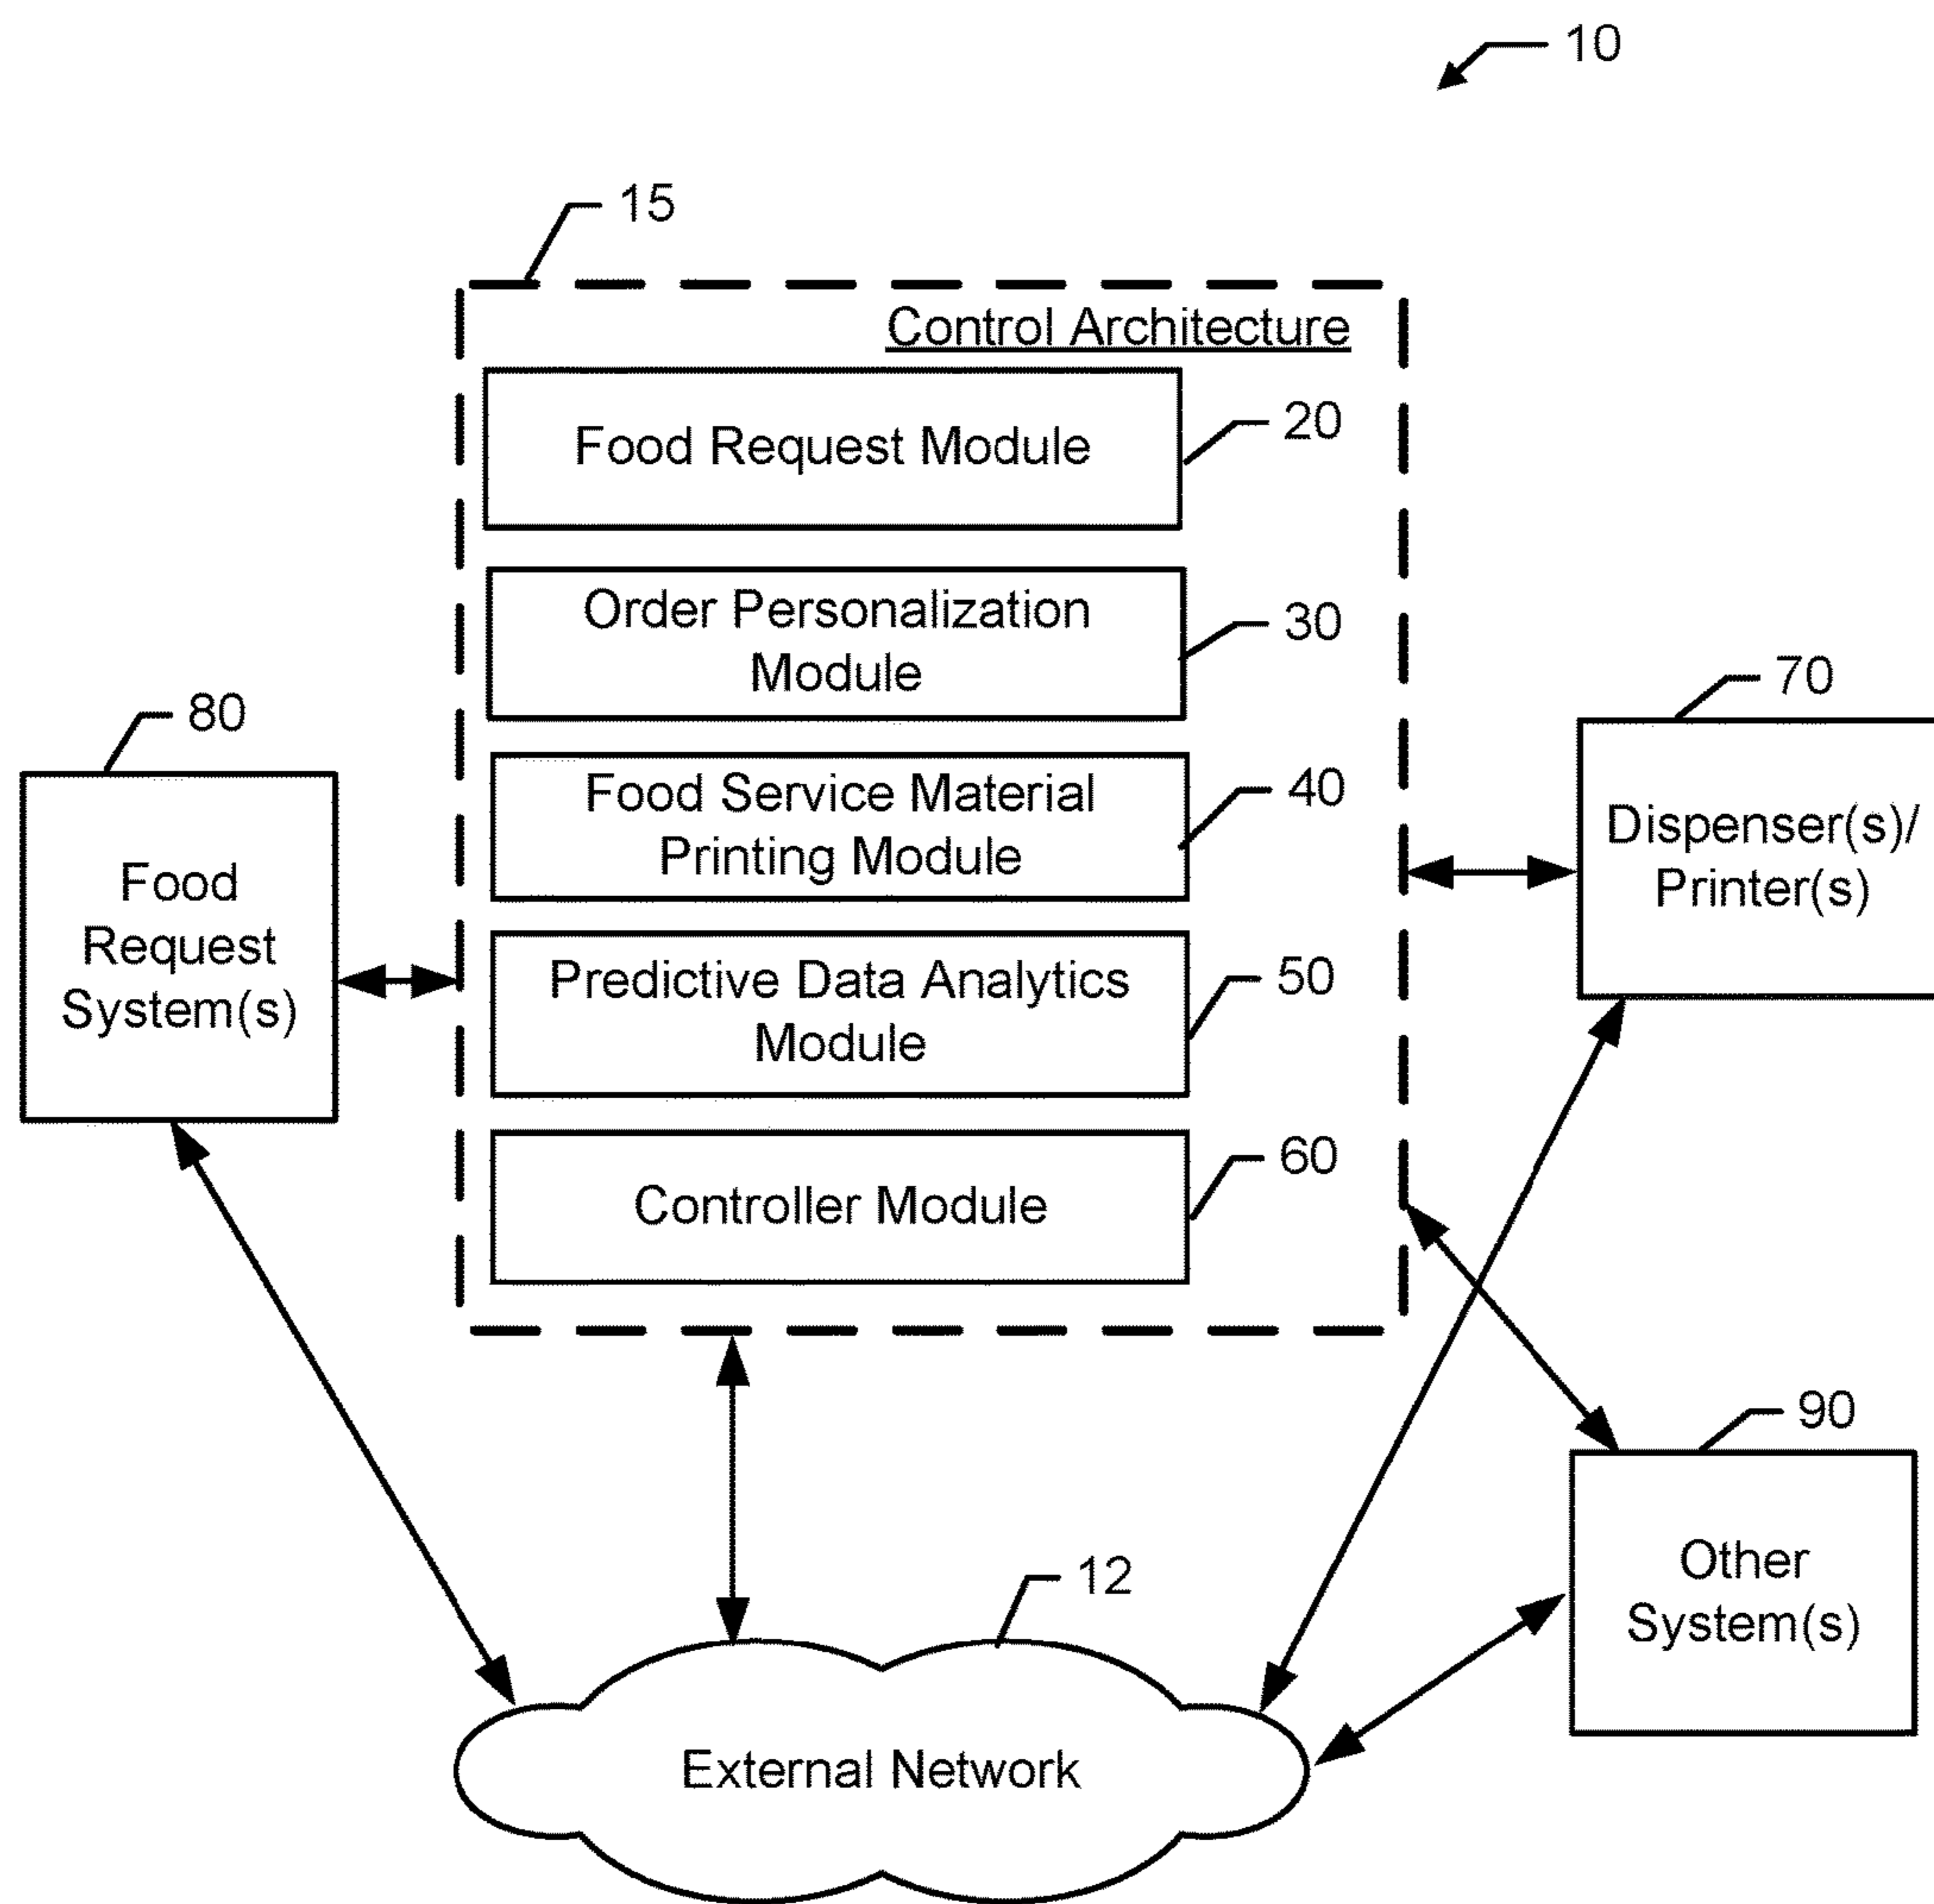 10
15
Control Architecture
Food Request Module
20
Order Personalization
Module
30
Food Service Material
Printing Module
40
Predictive Data Analytics
Module
50
Controller Module
60
80
Food
Request
System(s)
70
Dispenser(s)/
Printer(s)
90
Other
System(s)
12
External Network